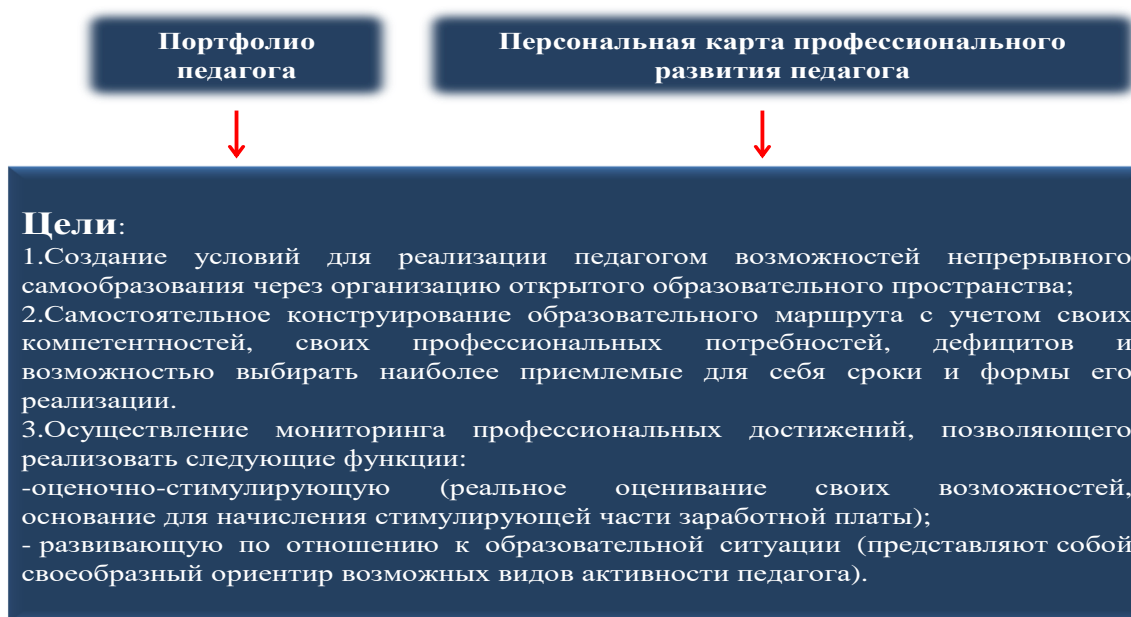 Портфолио
педагога
Персональная карта профессионального
развития педагога
Цели:
1.Создание условий для реализации педагогом возможностей непрерывного
самообразования через организацию открытого образовательного пространства;
2.Самостоятельное конструирование образовательного маршрута с учетом своих
компетентностей, своих профессиональных потребностей, дефицитов и
возможностью выбирать наиболее приемлемые для себя сроки и формы его
реализации.
3.Осуществление мониторинга профессиональных достижений, позволяющего
реализовать следующие функции:
-оценочно-стимулирующую (реальное оценивание своих возможностей,
основание для начисления стимулирующей части заработной платы);
- развивающую по отношению к образовательной ситуации (представляют собой
своеобразный ориентир возможных видов активности педагога).